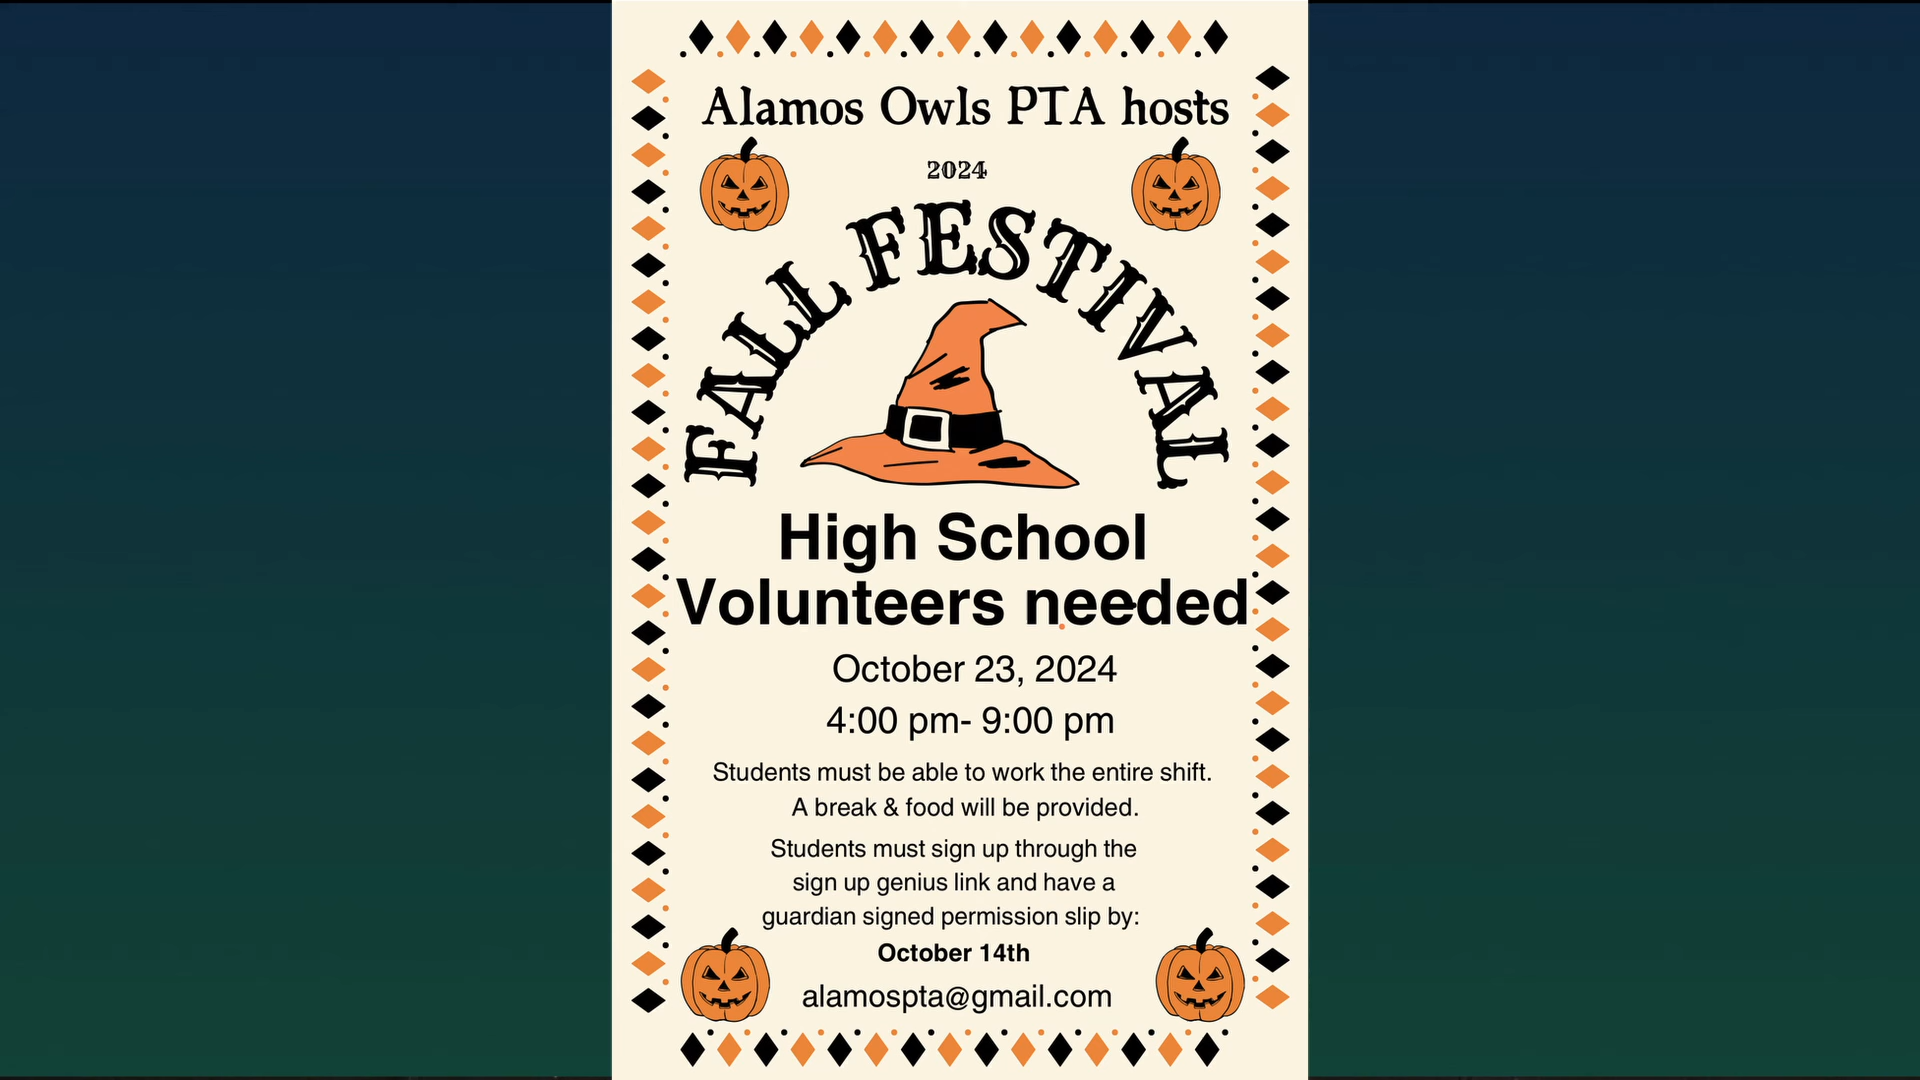 Alamos Owls PTA hosts
2024
FALL FESTIVAL
High School
Volunteers needed
October 23, 2024
4:00 pm- 9:00 pm
Students must be able to work the entire shift.
A break & food will be provided.
Students must sign up through the
sign up genius link and have a
guardian signed permission slip by:
October 14th
alamospta@gmail.com